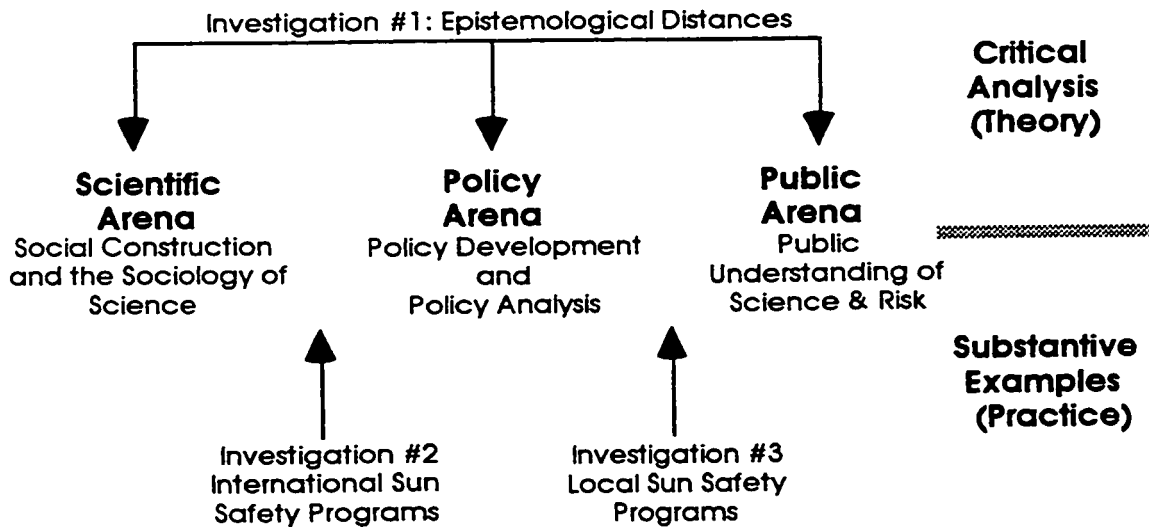 Investigation #1: Epistemological Distances
Critical
Analysis
(Theory)
Scientific
Arena
Social Construction
and the Sociology of
Science
Policy
Arena
Policy Development
and
Policy Analysis
Public
Arena
Public
Understanding of
Science & Risk
Substantive
Examples
(Practice)
Investigation #2
International Sun
Safety Programs
Investigation #3
Local Sun Safety
Programs